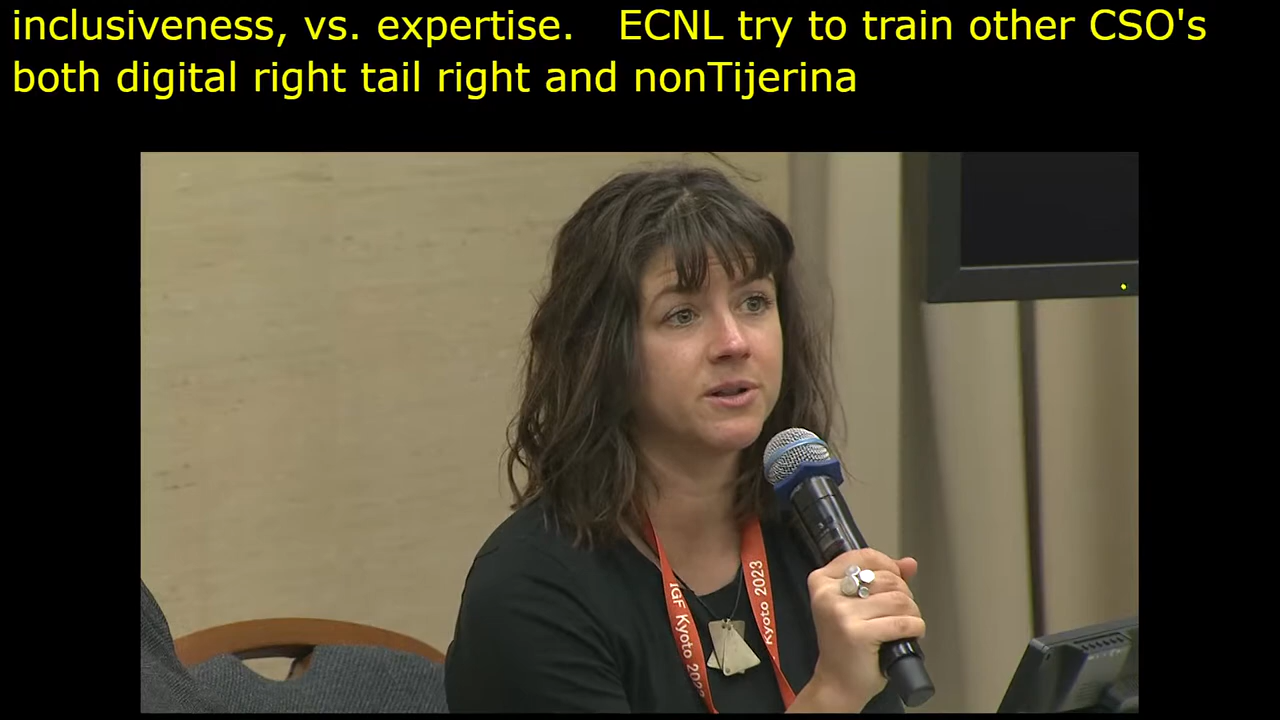 inclusiveness, vs. expertise.   ECNL try to train other CSO's
both digital right tail right and nonTijerina
IGF Kyoto 2023
Kyoto 2023